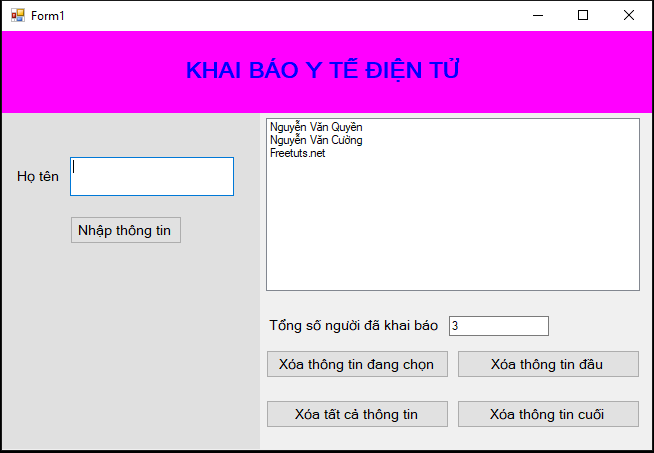 Form1
KHAI BÁO Y TẾ ĐIỆN TỬ
Họ tên
Nhập thông tin
Nguyễn Văn Quyền
Nguyễn Văn Cường
Freetuts.net
Tổng số người đã khai báo 3
Xóa thông tin đang chọn Xóa thông tin đầu
Xóa tất cả thông tin Xóa thông tin cuối